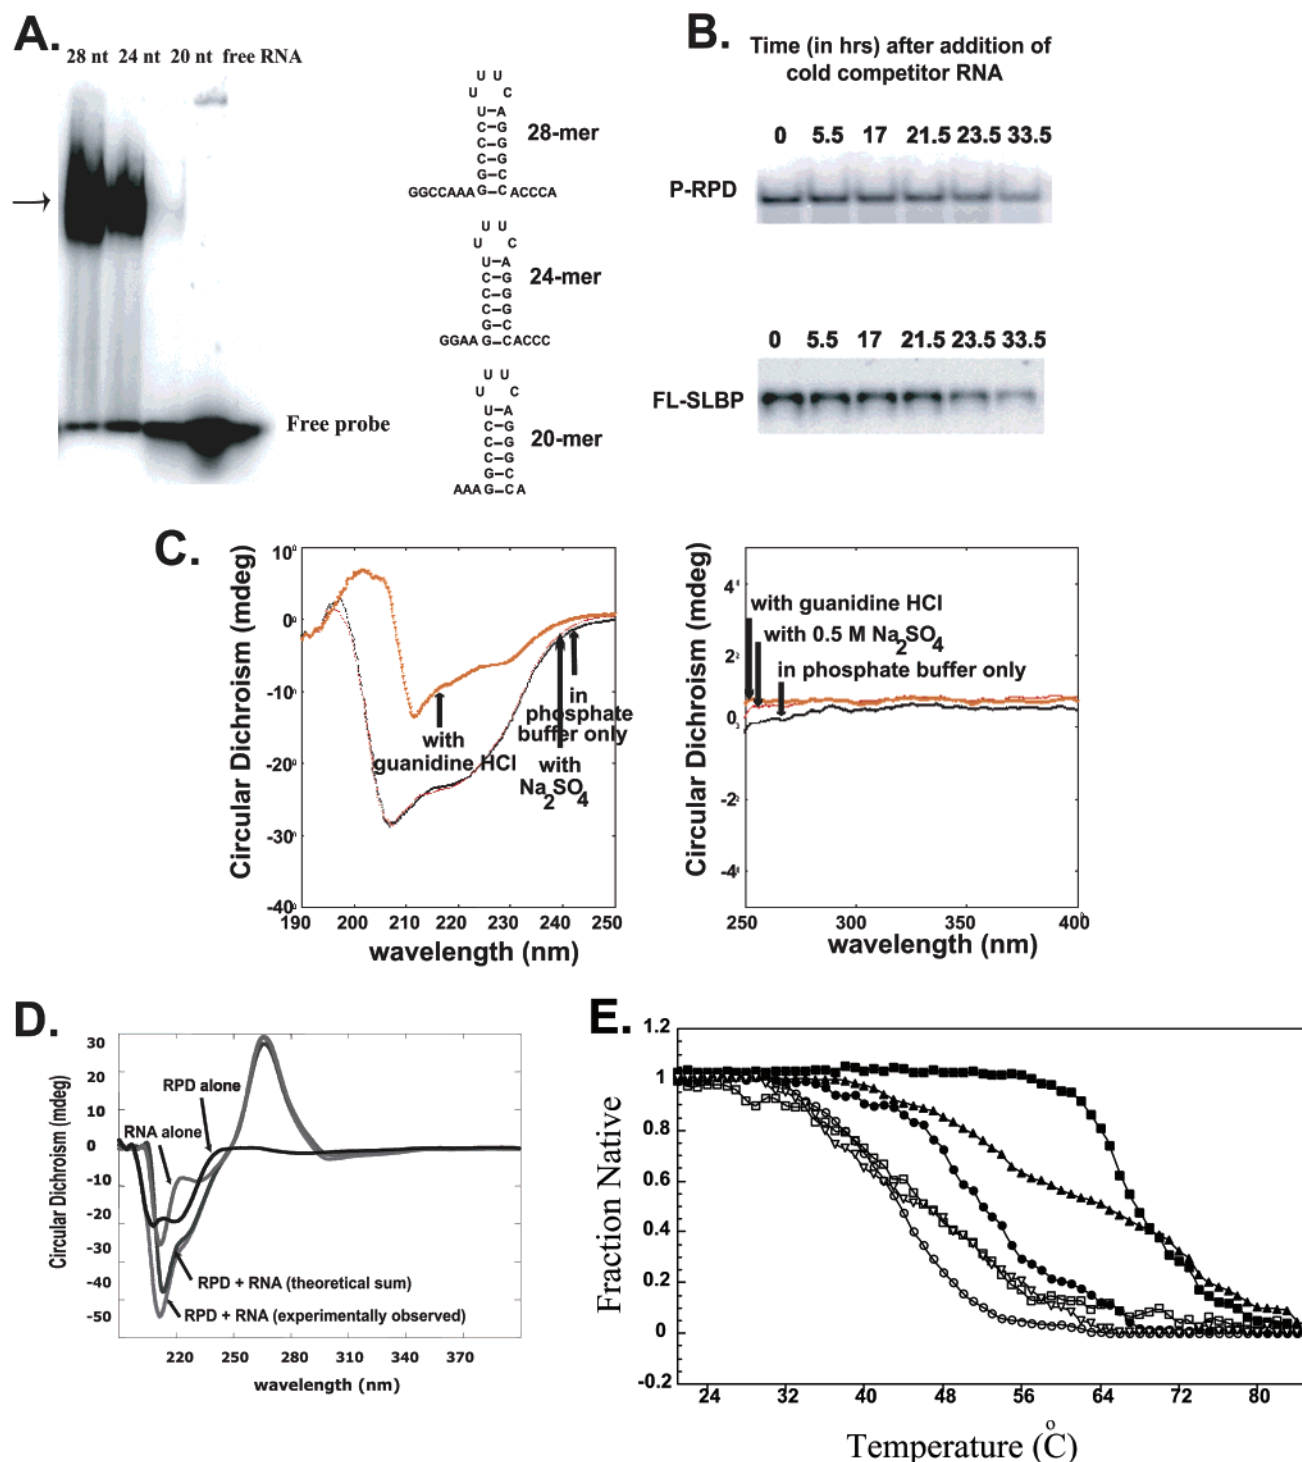 A.
28 nt 24 nt 20 nt free RNA
Free probe
U U
U C
U–A
C–G
C–G
C–G
G–C
GGCCAAAG–CACCCA
28-mer
U U
U C
U–A
C–G
C–G
C–G
G–C
GGAAG–CACCC
24-mer
U U
U C
U–A
C–G
C–G
C–G
G–C
AAAG–CA
20-mer
B.
Time (in hrs) after addition of
cold competitor RNA
0 5.5 17 21.5 23.5 33.5
P-RPD
0 5.5 17 21.5 23.5 33.5
FL-SLBP
C.
Circular Dichroism (mdeg)
10
0
-10
-20
-30
-40
190 200 210 220 230 240 250
wavelength (nm)
with
guanidine HCl
in
phosphate
buffer only
with
Na2SO4
Circular Dichroism (mdeg)
4
2
0
-2
-4
250 300 350 400
wavelength (nm)
with guanidine HCl
with 0.5 M Na2SO4
in phosphate buffer only
D.
Circular Dichroism (mdeg)
30
20
10
0
-10
-20
-30
-40
-50
220 250 280 310 340 370
wavelength (nm)
RPD alone
RNA alone
RPD + RNA (theoretical sum)
RPD + RNA (experimentally observed)
E.
Fraction Native
1.2
1
0.8
0.6
0.4
0.2
0
-0.2
24 32 40 48 56 64 72 80
Temperature (°C)